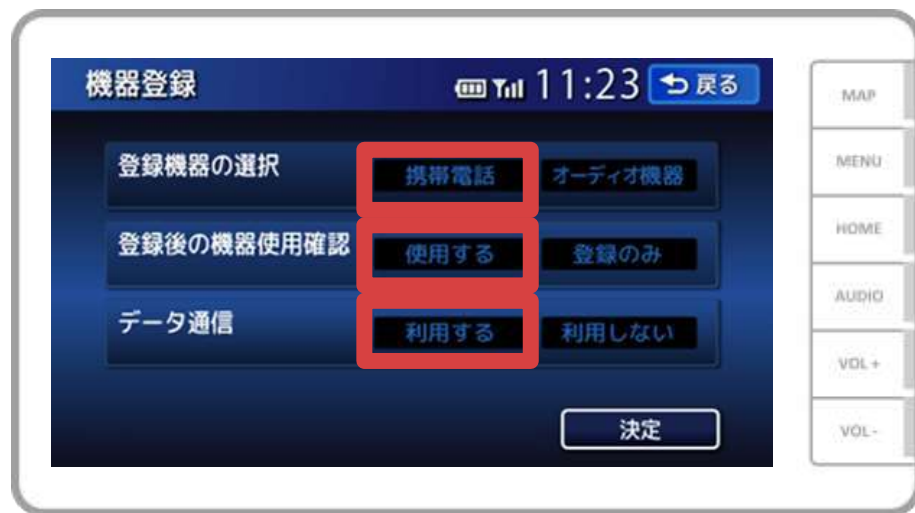 機器登録 11:23 戻る
登録機器の選択 携帯電話 オーディオ機器
登録後の機器使用確認 使用する 登録のみ
データ通信 利用する 利用しない
決定
MAP
MENU
HOME
AUDIO
VOL +
VOL -